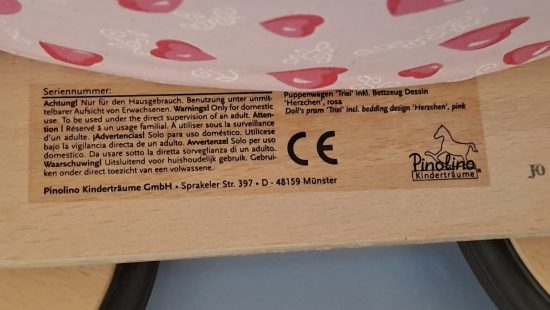 Seriennummer:
Achtung! Nur für den Hausgebrauch. Benutzung unter unmit-
telbarer Aufsicht von Erwachsenen. Warnings! Only for domestic
use. To be used under the direct supervision of an adult. Atten-
tion! Réservé à un usage familial. À utiliser sous la surveillance
d'un adulte. ¡Advertencias! Solo para uso doméstico. Utilícese
bajo la vigilancia directa de un adulto. Avvertenze! Solo per uso
domestico. Da usare sotto la diretta sorveglianza di un adulto.
Waarschuwing! Uitsluitend voor huishoudelijk gebruik. Gebrui-
ken onder direct toezicht van een volwassene.
Pinolino Kinderträume GmbH • Sprakeler Str. 397 • D - 48159 Münster
Puppenwagen 'Trixi' inkl. Bettzeug Dessin
'Herzchen', rosa
Doll's pram 'Trixi' incl. bedding design 'Herzchen', pink
CE
Pinolino
Kinderträume
JO